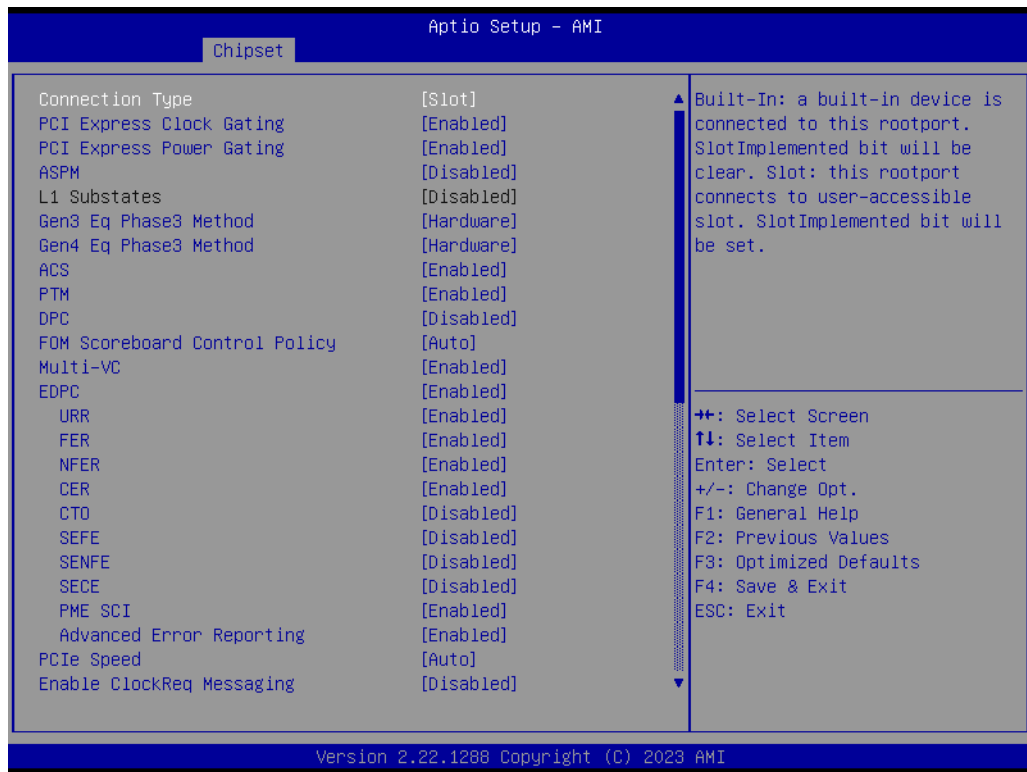 Aptio Setup – AMI
Chipset
Connection Type [Slot]
PCI Express Clock Gating [Enabled]
PCI Express Power Gating [Enabled]
ASPM [Disabled]
L1 Substates [Disabled]
Gen3 Eq Phase3 Method [Hardware]
Gen4 Eq Phase3 Method [Hardware]
ACS [Enabled]
PTM [Enabled]
DPC [Disabled]
FOM Scoreboard Control Policy [Auto]
Multi-VC [Enabled]
EDPC [Enabled]
URR [Enabled]
FER [Enabled]
NFER [Enabled]
CER [Enabled]
CTO [Disabled]
SEFE [Disabled]
SENFE [Disabled]
SECE [Disabled]
PME SCI [Enabled]
Advanced Error Reporting [Enabled]
PCIe Speed [Auto]
Enable ClockReq Messaging [Disabled]
Built-In: a built-in device is
connected to this rootport.
SlotImplemented bit will be
clear. Slot: this rootport
connects to user-accessible
slot. SlotImplemented bit will
be set.
→←: Select Screen
↑↓: Select Item
Enter: Select
+/-: Change Opt.
F1: General Help
F2: Previous Values
F3: Optimized Defaults
F4: Save & Exit
ESC: Exit
Version 2.22.1288 Copyright (C) 2023 AMI